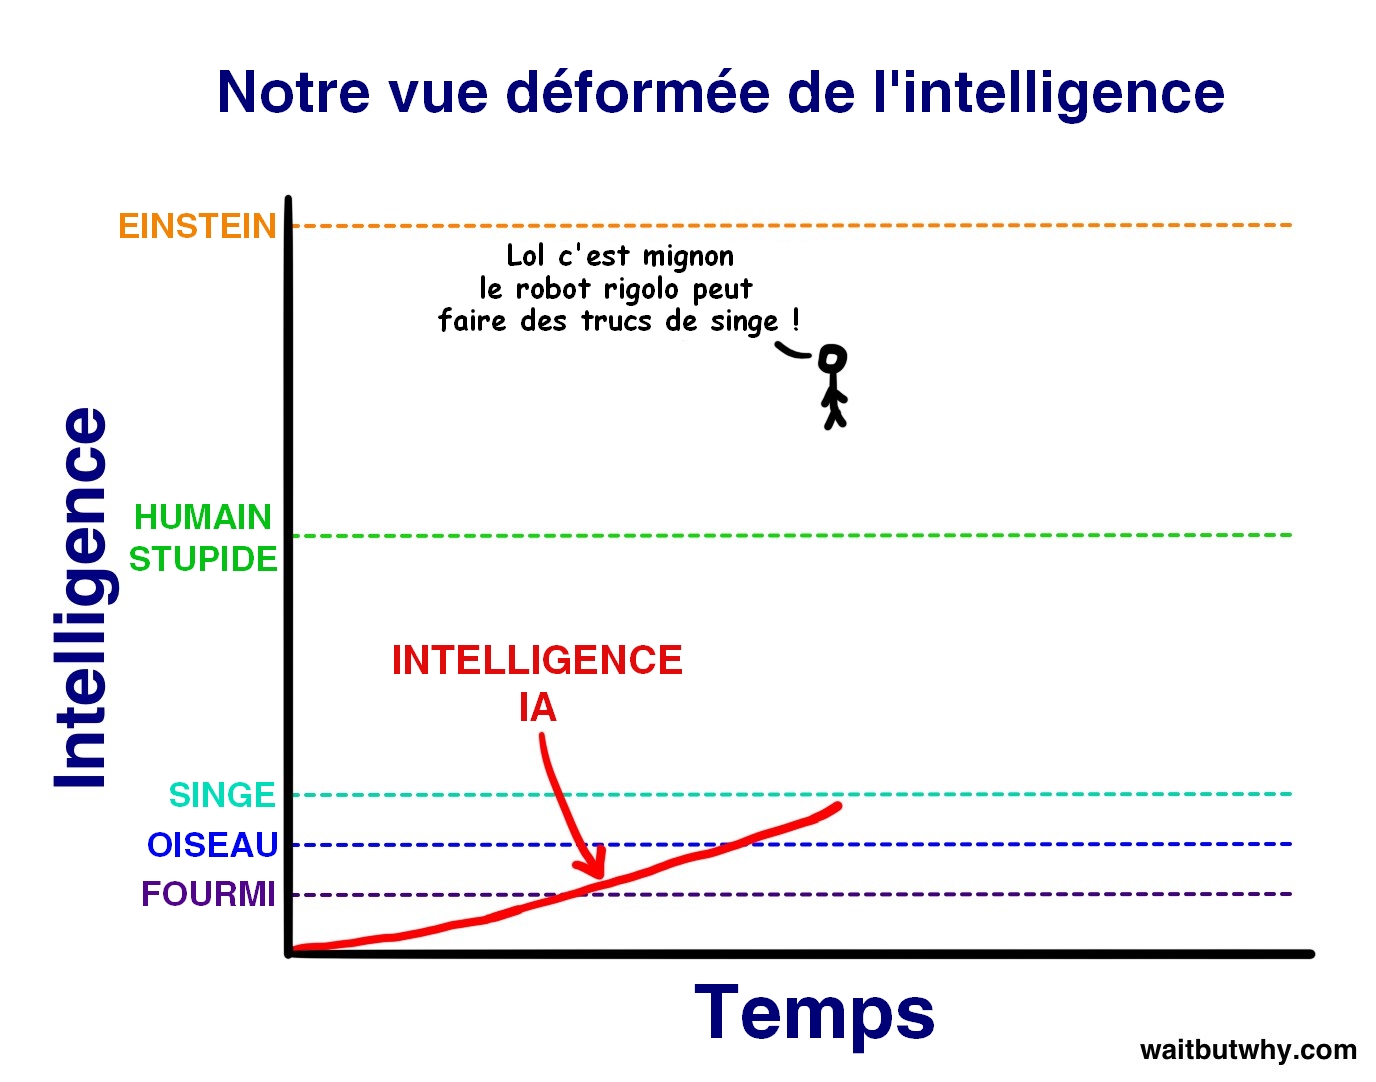 Notre vue déformée de l'intelligence
EINSTEIN
Lol c'est mignon
le robot rigolo peut
faire des trucs de singe !
Intelligence
HUMAIN
STUPIDE
INTELLIGENCE
IA
SINGE
OISEAU
FOURMI
Temps
waitbutwhy.com